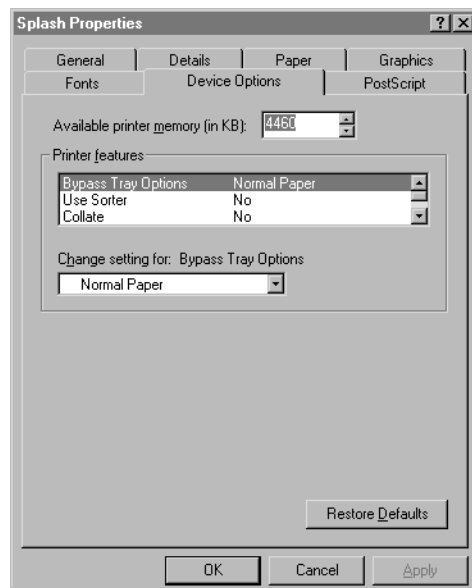 Splash Properties
General Details Paper Graphics
Fonts Device Options PostScript
Available printer memory (in KB): 4460
Printer features
Bypass Tray Options Normal Paper
Use Sorter No
Collate No
Change setting for: Bypass Tray Options
Normal Paper
Restore Defaults
OK Cancel Apply